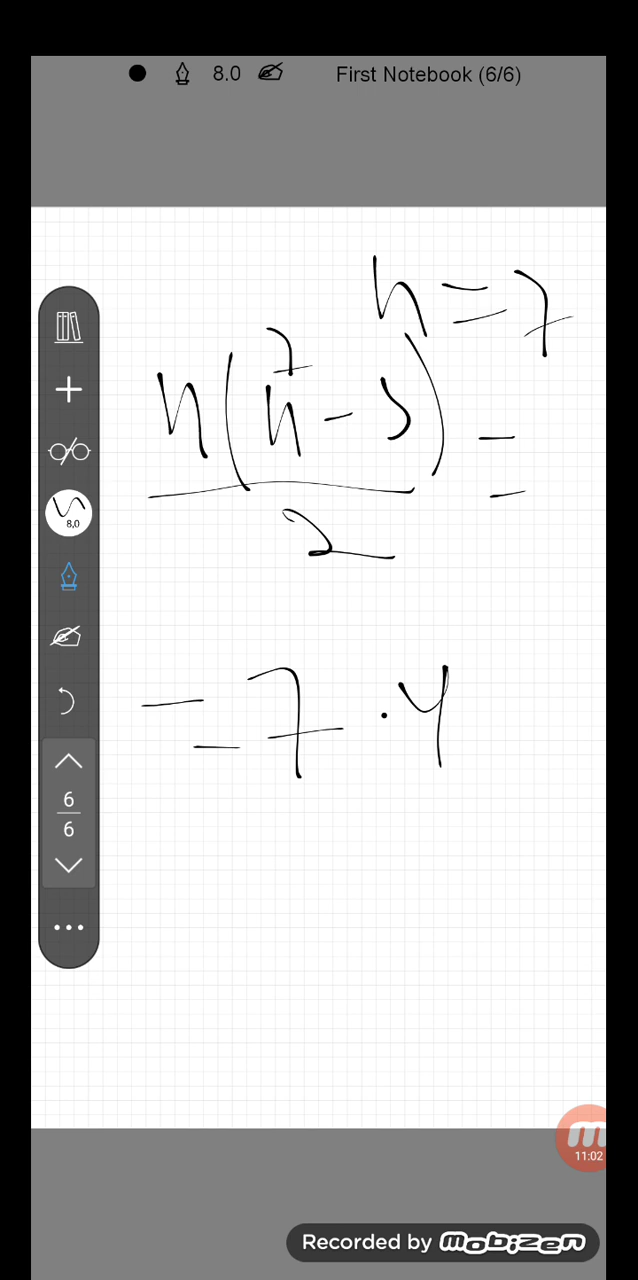 8.0 First Notebook (6/6)
n = 7
7
n(n - 3) =
2
8,0
= 7 · 4
6
6
m
11:02
Recorded by mobizen